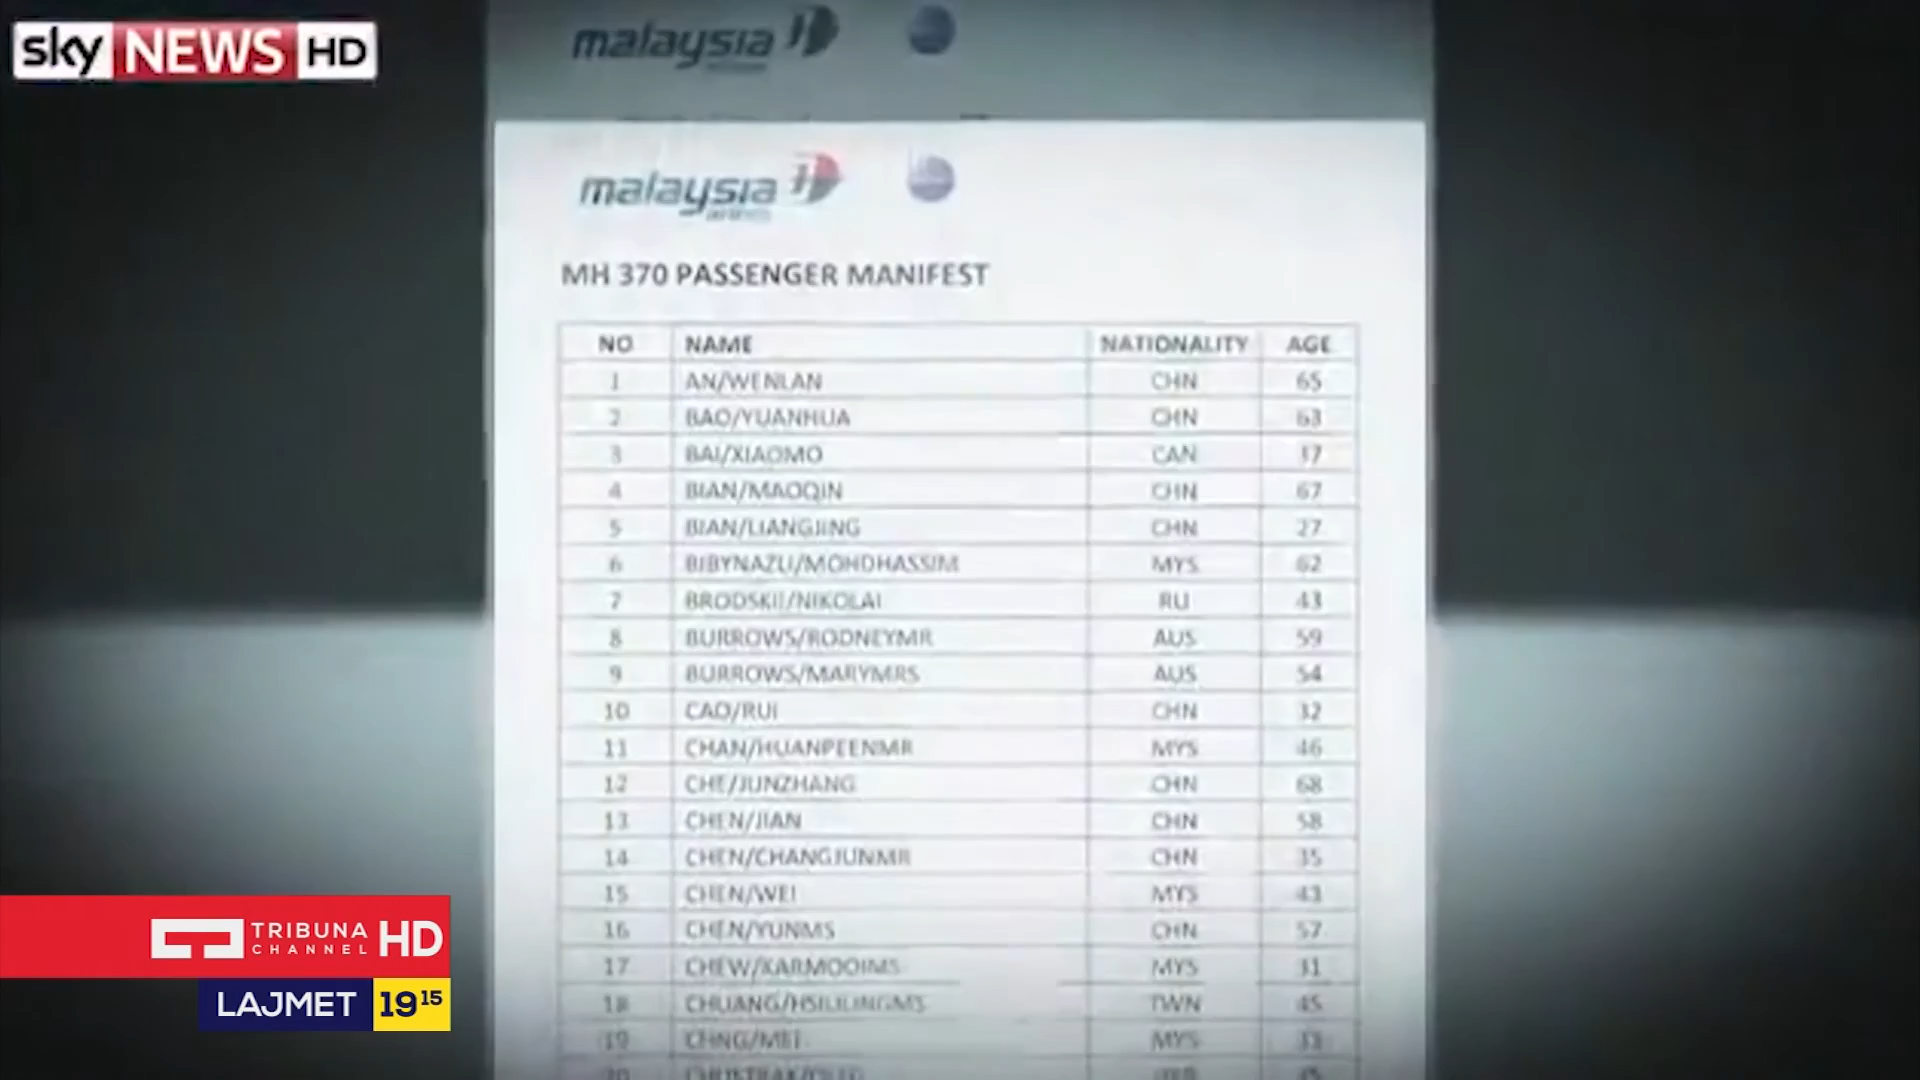 sky NEWS HD
malaysia
malaysia
airlines
MH 370 PASSENGER MANIFEST
NO NAME NATIONALITY AGE
1 AN/WENLAN CHN 65
2 BAO/YUANHUA CHN 63
3 BAI/XIAOMO CAN 37
4 BIAN/MAOQIN CHN 67
5 BIAN/LIANGJING CHN 27
6 BIBYNAZLI/MOHDHASSIM MYS 62
7 BRODSKII/NIKOLAI RU 43
8 BURROWS/RODNEYMR AUS 59
9 BURROWS/MARYMRS AUS 54
10 CAO/RUI CHN 32
11 CHAN/HUANPEENMR MYS 46
12 CHE/JUNZHANG CHN 68
13 CHEN/JIAN CHN 58
14 CHEN/CHANGJUNMR CHN 35
15 CHEN/WEI MYS 43
16 CHEN/YUNMS CHN 57
17 CHEW/KARMOOIMS MYS 31
18 CHUANG/HSIULINGMS TWN 45
19 CHNG/MEI MYS 33
20
TRIBUNA
CHANNEL HD
LAJMET 19 15